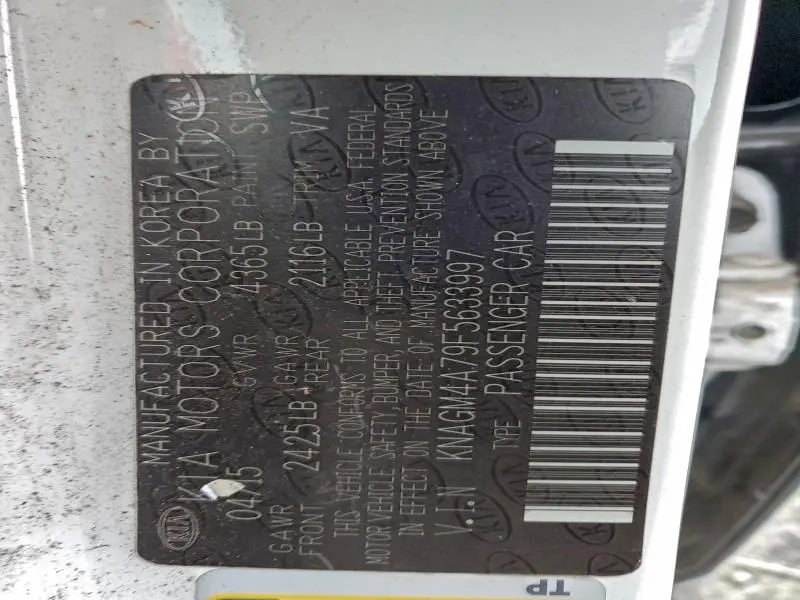 MANUFACTURED IN KOREA BY
KIA MOTORS CORPORATION
04/15 GVWR 4365LB PAINT SWP
GAWR FRONT 2425LB GAWR REAR 2116LB TRIM VA
THIS VEHICLE CONFORMS TO ALL APPLICABLE U.S.A. FEDERAL
MOTOR VEHICLE SAFETY, BUMPER, AND THEFT PREVENTION STANDARDS
IN EFFECT ON THE DATE OF MANUFACTURE SHOWN ABOVE
V.I.N KNAGM4A79F5633997
TYPE PASSENGER CAR
KIA
TP